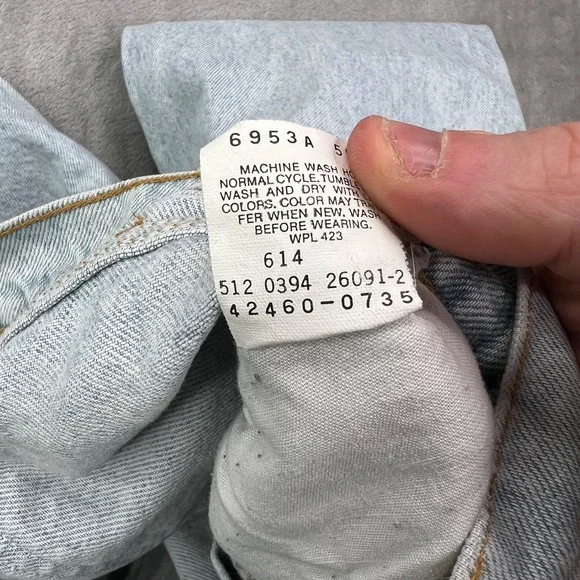 6953A
MACHINE WASH
NORMAL CYCLE. TUMBLE
WASH AND DRY WITH
COLORS. COLOR MAY
FER WHEN NEW. WASH
BEFORE WEARING.
WPL 423
614
512 0394 26091-2
42460-0735